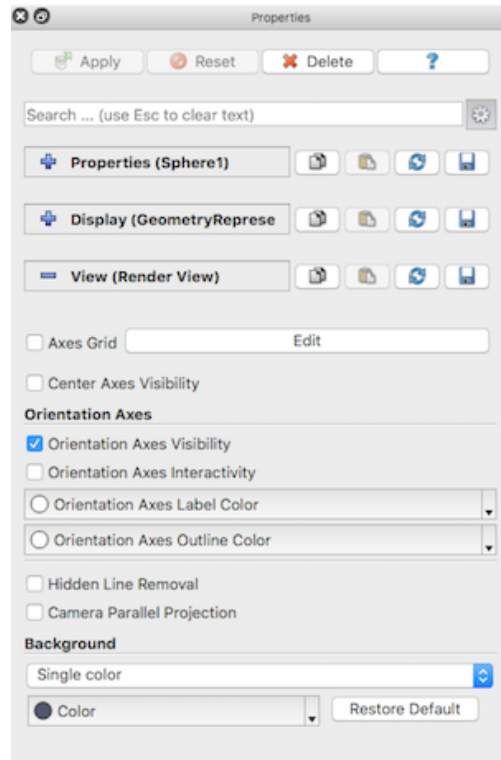 Properties
Apply Reset Delete ?
Search ... (use Esc to clear text)
Properties (Sphere1)
Display (GeometryReprese
View (Render View)
Axes Grid Edit
Center Axes Visibility
Orientation Axes
Orientation Axes Visibility
Orientation Axes Interactivity
Orientation Axes Label Color
Orientation Axes Outline Color
Hidden Line Removal
Camera Parallel Projection
Background
Single color
Color Restore Default